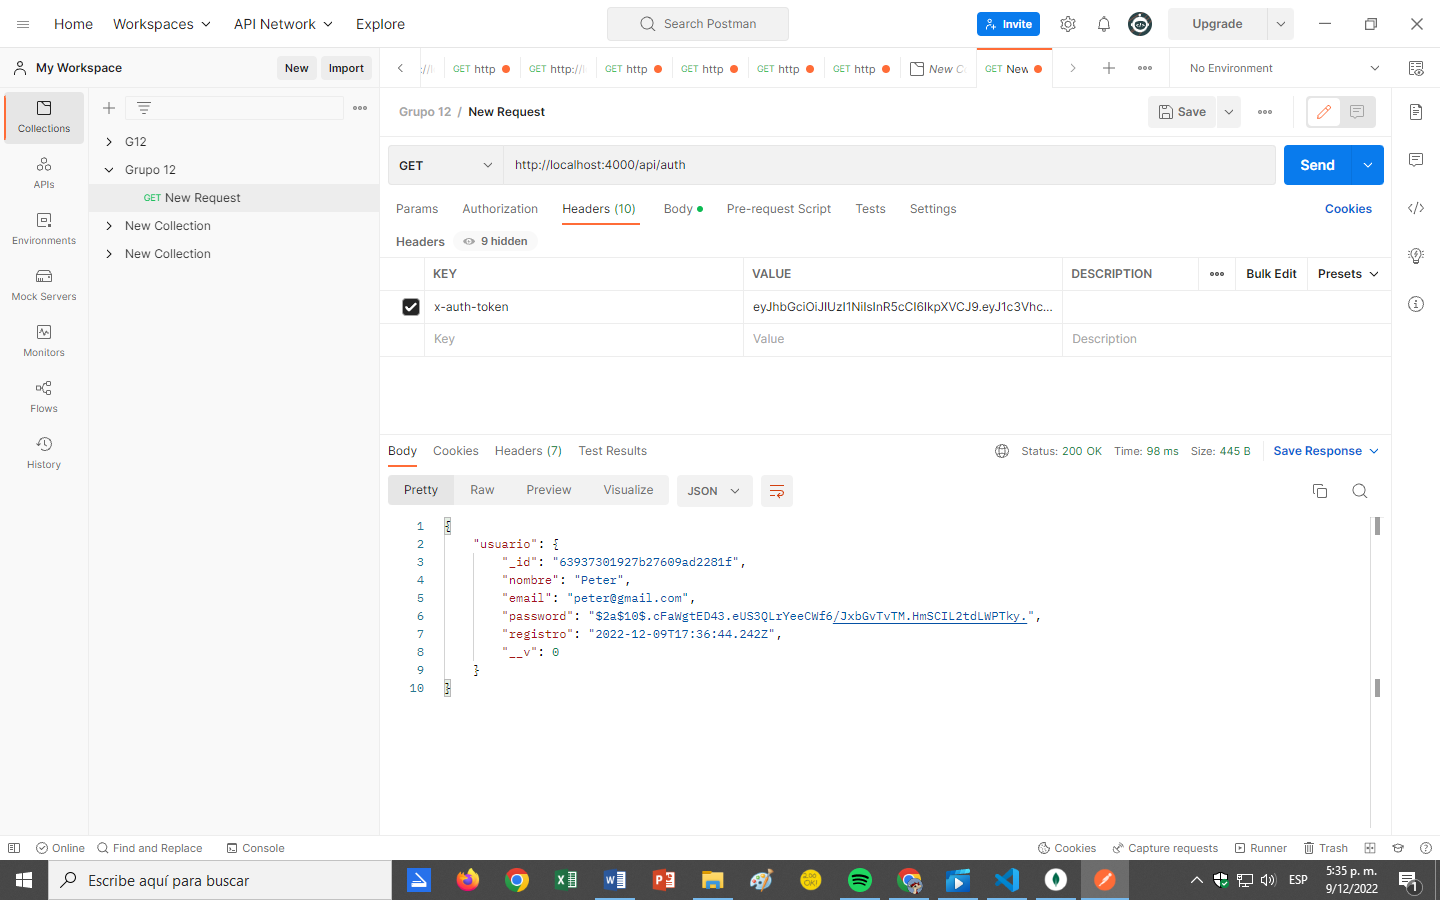 Home Workspaces API Network Explore Search Postman Invite Upgrade
My Workspace New Import GET http GET http:// GET http GET http GET http GET http New C GET New No Environment
Collections
APIs
Environments
Mock Servers
Monitors
Flows
History
G12
Grupo 12
GET New Request
New Collection
New Collection
Grupo 12 / New Request Save
GET http://localhost:4000/api/auth Send
Params Authorization Headers (10) Body Pre-request Script Tests Settings Cookies
Headers 9 hidden
KEY VALUE DESCRIPTION Bulk Edit Presets
x-auth-token eyJhbGciOiJIUzI1NiIsInR5cCI6IkpXVCJ9.eyJ1c3Vhc...
Key Value Description
Body Cookies Headers (7) Test Results Status: 200 OK Time: 98 ms Size: 445 B Save Response
Pretty Raw Preview Visualize JSON
1 {
2 "usuario": {
3 "_id": "63937301927b27609ad2281f",
4 "nombre": "Peter",
5 "email": "peter@gmail.com",
6 "password": "$2a$10$.cFaWgtED43.eUS3QLrYeeCWf6/JxbGvTvTM.HmSCIL2tdLWPTky.",
7 "registro": "2022-12-09T17:36:44.242Z",
8 "__v": 0
9 }
10 }
Online Find and Replace Console Cookies Capture requests Runner Trash
Escribe aquí para buscar ESP 5:35 p. m.
9/12/2022 1